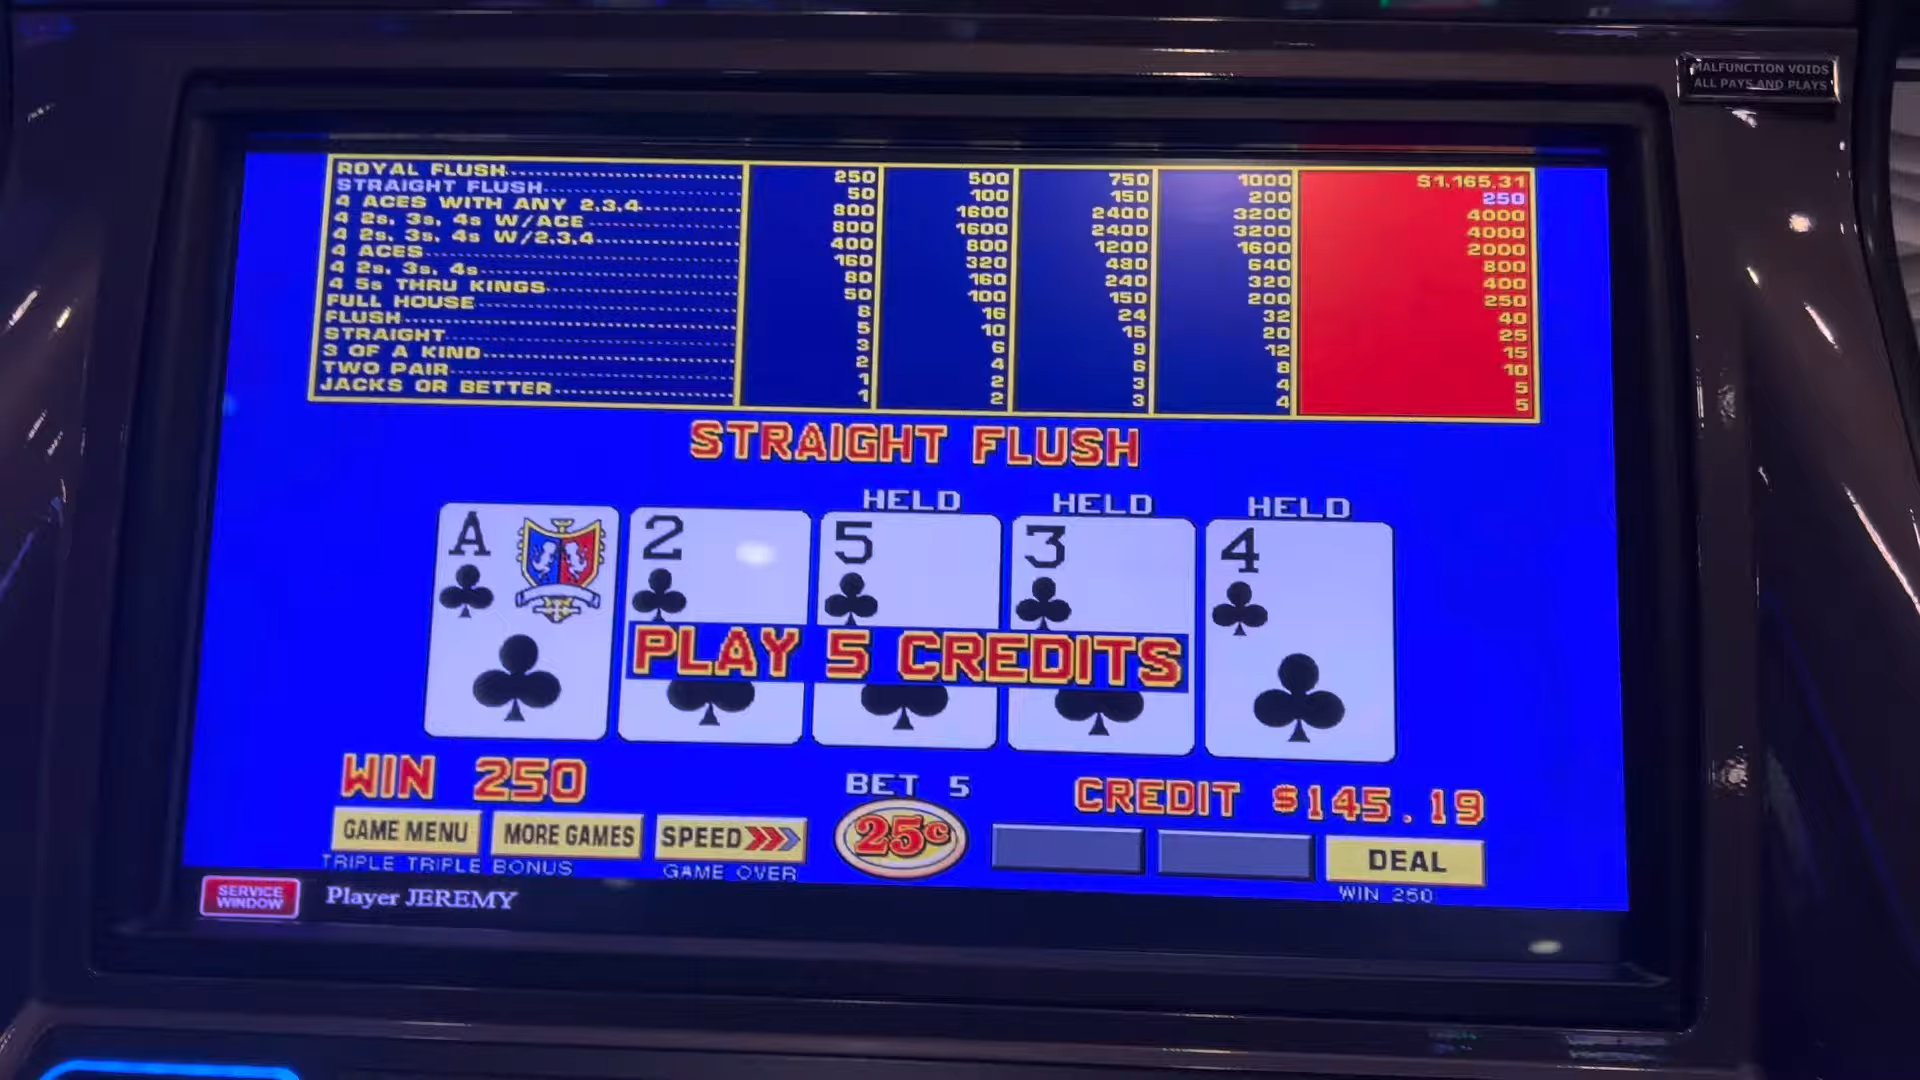 MALFUNCTION VOIDS
ALL PAYS AND PLAYS
ROYAL FLUSH 250 500 750 1000 $1,165.31
STRAIGHT FLUSH 50 100 150 200 250
4 ACES WITH ANY 2,3,4 800 1600 2400 3200 4000
4 2s, 3s, 4s W/ACE 800 1600 2400 3200 4000
4 2s, 3s, 4s W/2,3,4 400 800 1200 1600 2000
4 ACES 160 320 480 640 800
4 2s, 3s, 4s 80 160 240 320 400
4 5s THRU KINGS 50 100 150 200 250
FULL HOUSE 8 16 24 32 40
FLUSH 5 10 15 20 25
STRAIGHT 3 6 9 12 15
3 OF A KIND 2 4 6 8 10
TWO PAIR 1 2 3 4 5
JACKS OR BETTER 1 2 3 4 5
STRAIGHT FLUSH
HELD HELD HELD
A 2 5 3 4
PLAY 5 CREDITS
WIN 250 BET 5 CREDIT $145.19
GAME MENU MORE GAMES SPEED 25¢ DEAL
TRIPLE TRIPLE BONUS GAME OVER WIN 250
SERVICE
WINDOW
Player JEREMY